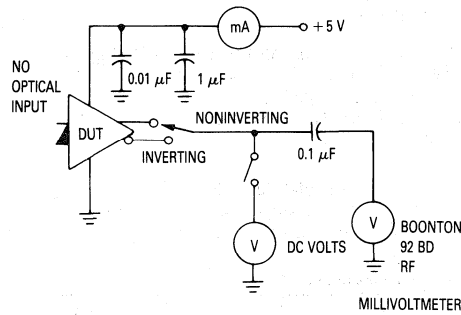 mA
+5 V
0.01 μF
1 μF
NO
OPTICAL
INPUT
DUT
NONINVERTING
INVERTING
0.1 μF
V
DC VOLTS
V
BOONTON
92 BD
RF
MILLIVOLTMETER